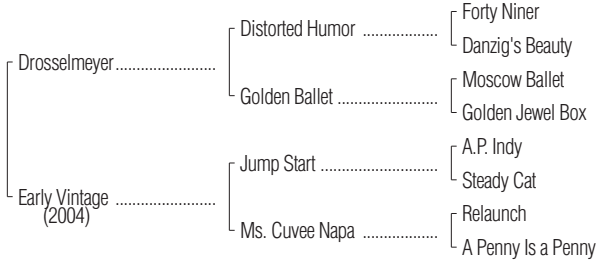 Forty Niner
Distorted Humor
Danzig's Beauty
Drosselmeyer
Moscow Ballet
Golden Ballet
Golden Jewel Box
A.P. Indy
Jump Start
Steady Cat
Early Vintage
(2004)
Relaunch
Ms. Cuvee Napa
A Penny Is a Penny